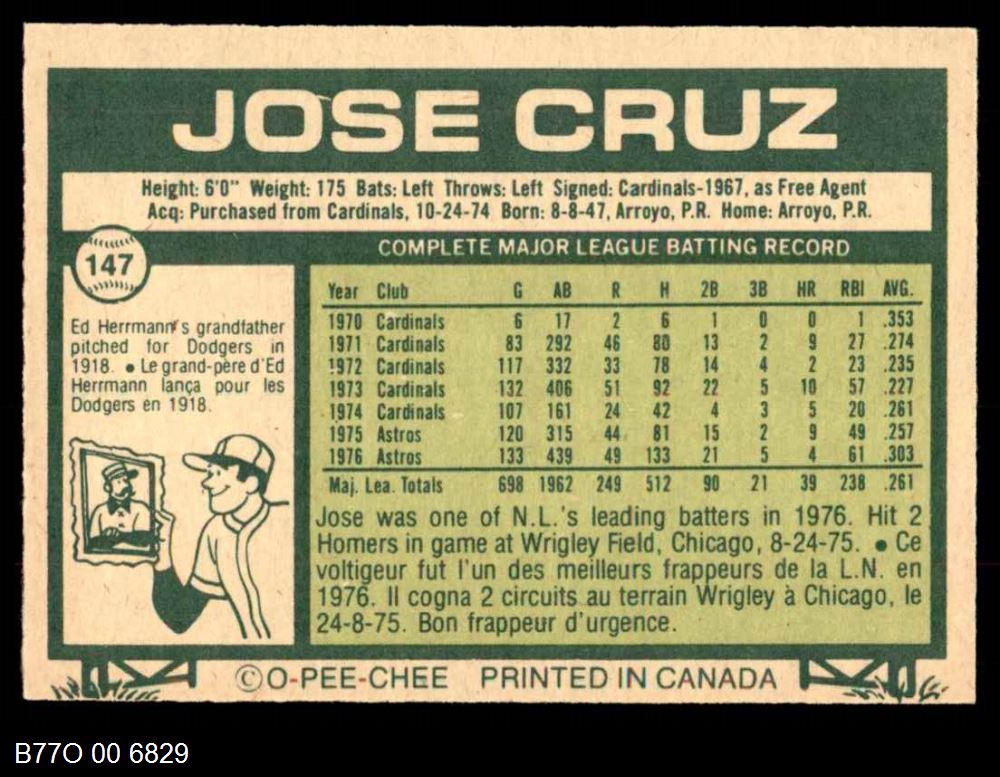 JOSE CRUZ
Height: 6'0" Weight: 175 Bats: Left Throws: Left Signed: Cardinals-1967, as Free Agent
Acq: Purchased from Cardinals, 10-24-74 Born: 8-8-47, Arroyo, P.R. Home: Arroyo, P.R.
147
Ed Herrmann's grandfather
pitched for Dodgers in
1918. • Le grand-père d'Ed
Herrmann lança pour les
Dodgers en 1918.
COMPLETE MAJOR LEAGUE BATTING RECORD
Year Club G AB R H 2B 3B HR RBI AVG.
1970 Cardinals 6 17 2 6 1 0 0 1 .353
1971 Cardinals 83 292 46 80 13 2 9 27 .274
1972 Cardinals 117 332 33 78 14 4 2 23 .235
1973 Cardinals 132 406 51 92 22 5 10 57 .227
1974 Cardinals 107 161 24 42 4 3 5 20 .261
1975 Astros 120 315 44 81 15 2 9 49 .257
1976 Astros 133 439 49 133 21 5 4 61 .303
Maj. Lea. Totals 698 1962 249 512 90 21 39 238 .261
Jose was one of N.L.'s leading batters in 1976. Hit 2
Homers in game at Wrigley Field, Chicago, 8-24-75. • Ce
voltigeur fut l'un des meilleurs frappeurs de la L.N. en
1976. Il cogna 2 circuits au terrain Wrigley à Chicago, le
24-8-75. Bon frappeur d'urgence.
©O-PEE-CHEE PRINTED IN CANADA
B77O 00 6829